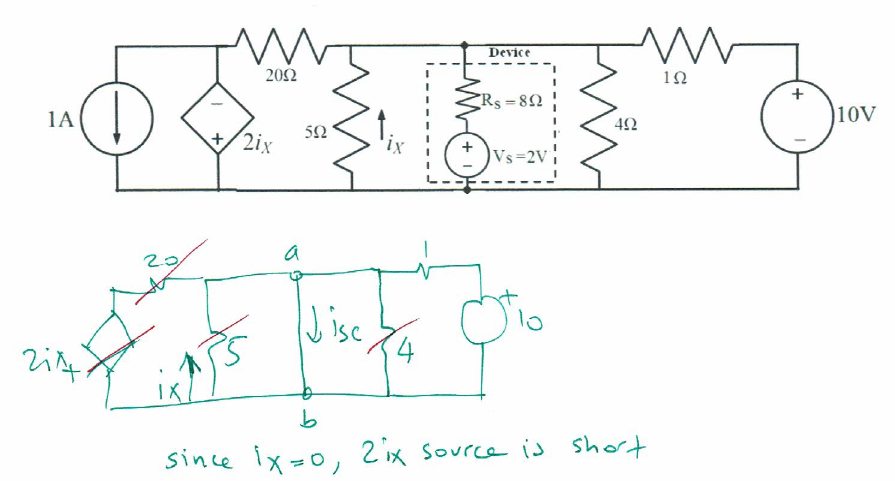 Device
20Ω
1Ω
R_S = 8Ω
1A
2i_X
5Ω
i_X
4Ω
10V
V_S=2V
20
a
1
2ix
ix
5
isc
4
10
b
since ix=0, 2ix source is short